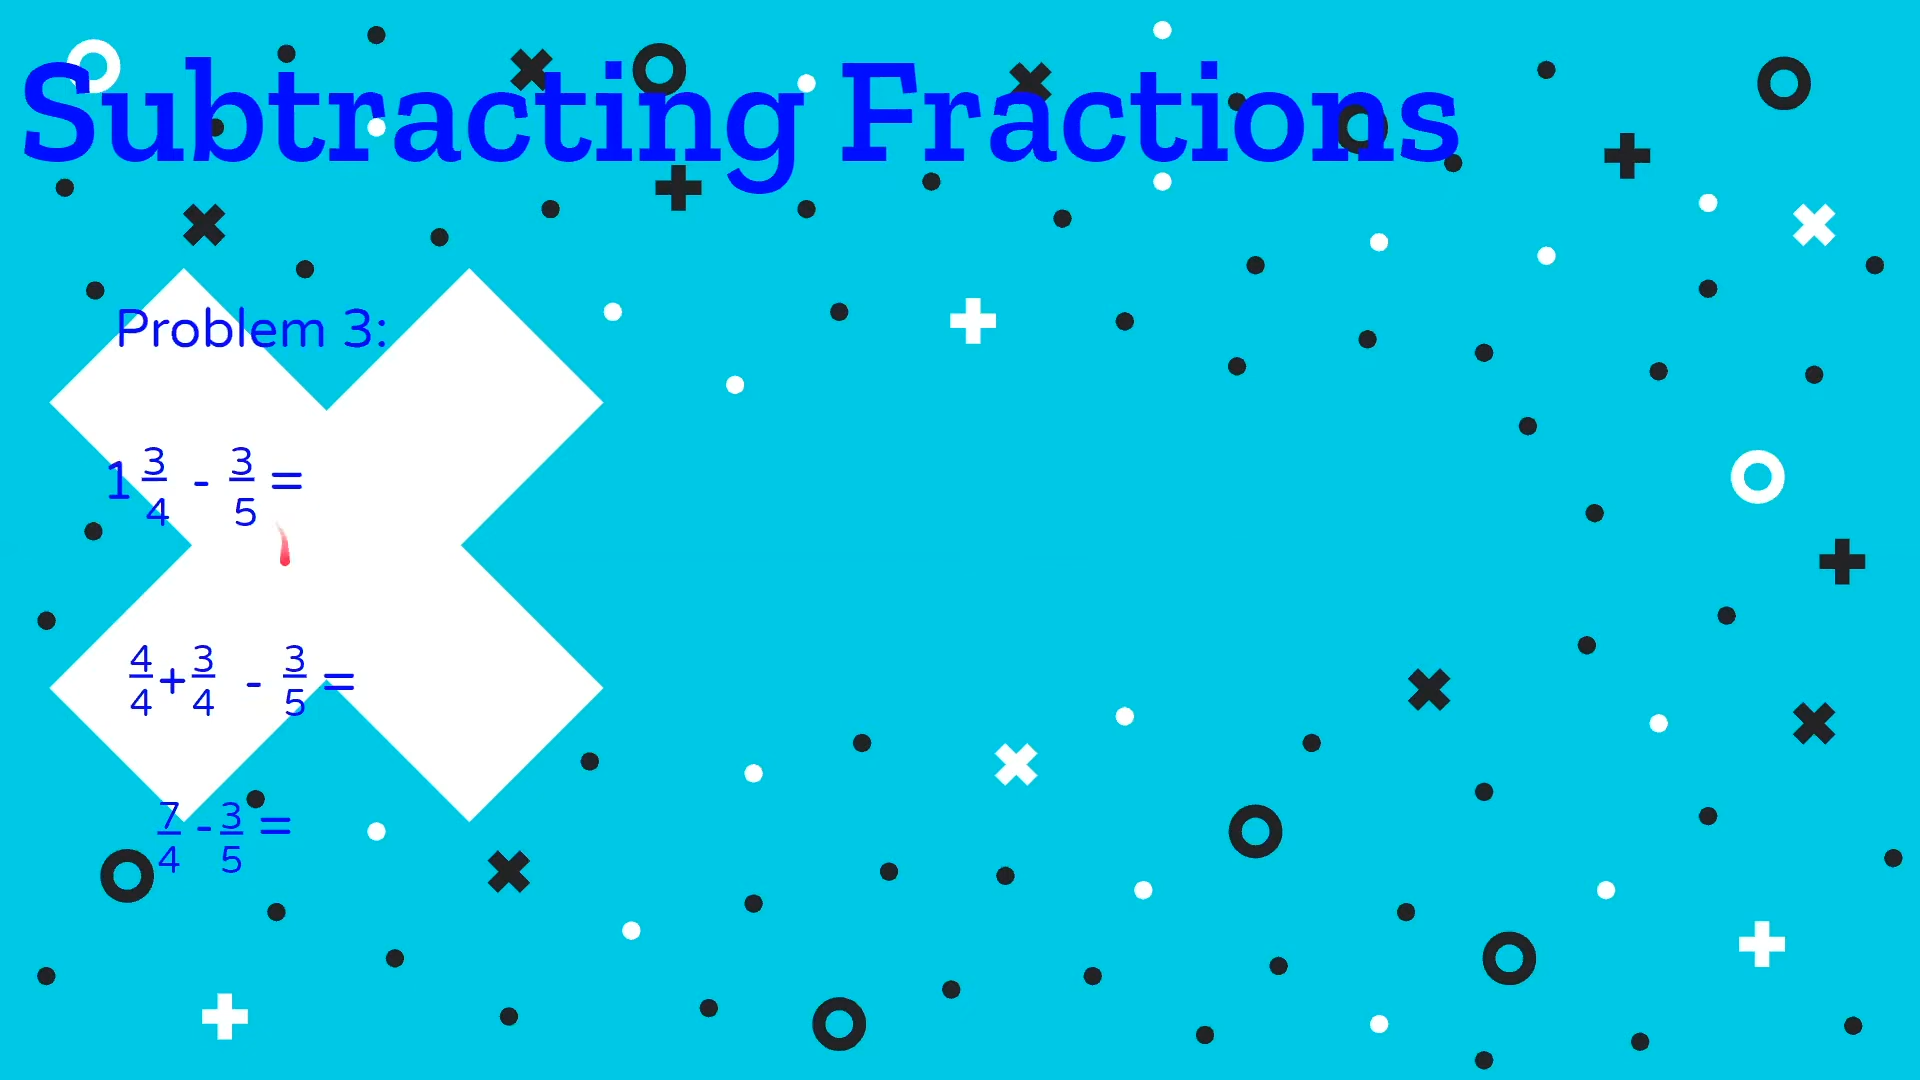 Subtracting Fractions
Problem 3:
1 3/4 - 3/5 =
4/4 + 3/4 - 3/5 =
7/4 - 3/5 =